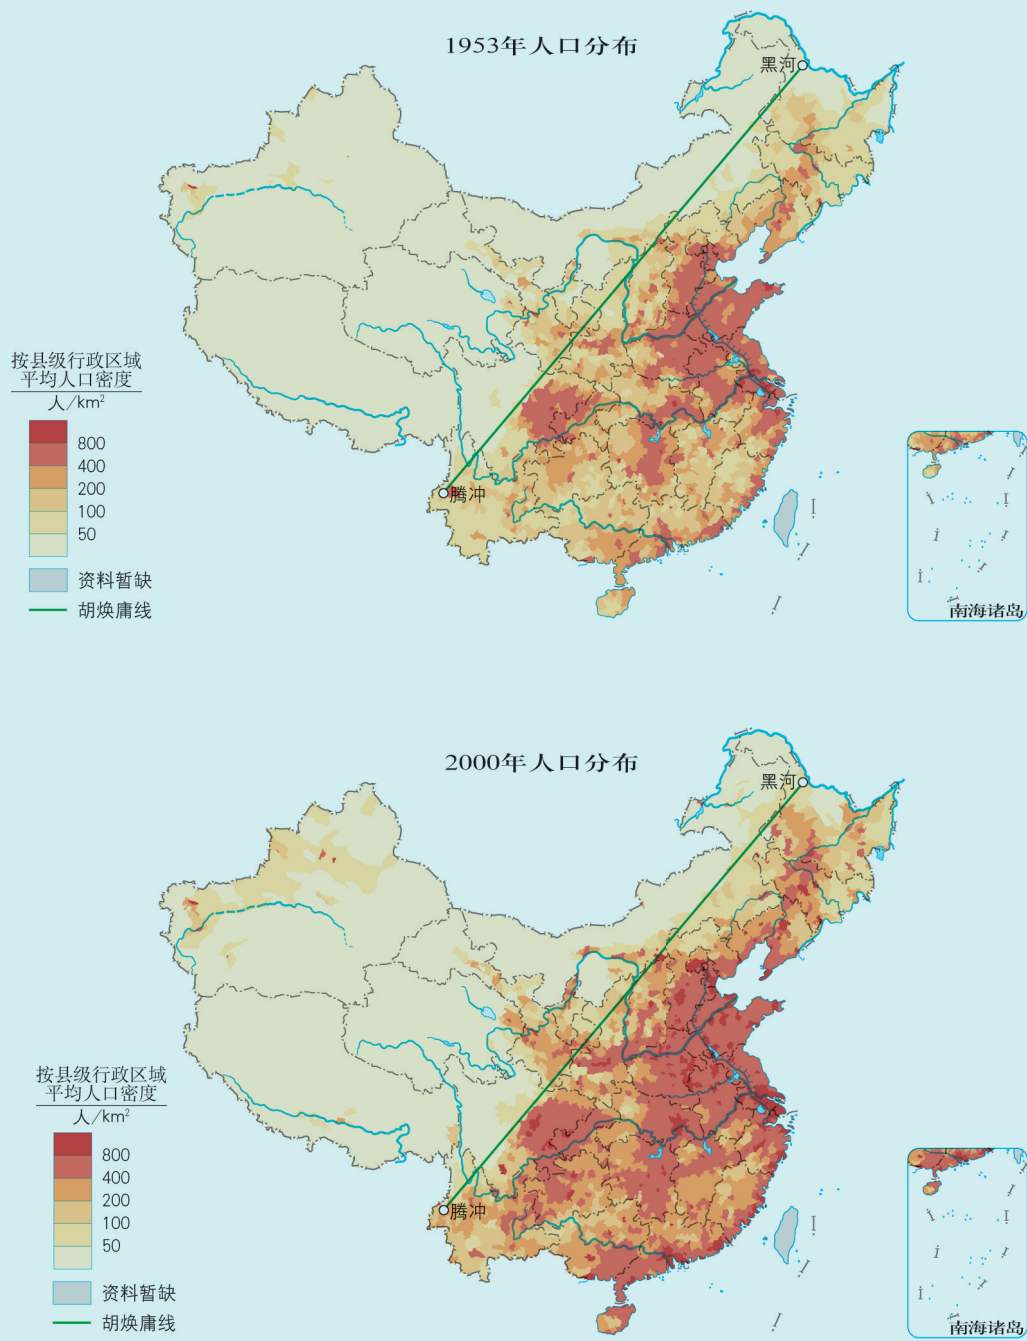 1953年人口分布
黑河
按县级行政区域
平均人口密度
人/km²
800
400
200
100
50
资料暂缺
胡焕庸线
腾冲
南海诸岛
2000年人口分布
黑河
按县级行政区域
平均人口密度
人/km²
800
400
200
100
50
资料暂缺
胡焕庸线
腾冲
南海诸岛